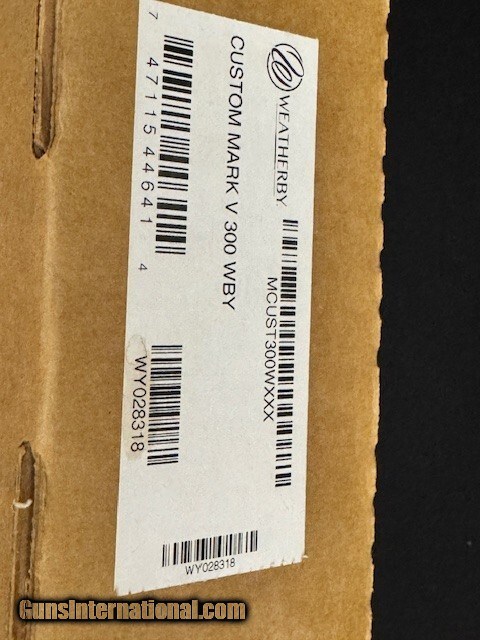 WEATHERBY.
MCUST300WXXX
CUSTOM MARK V 300 WBY
7 47115 44641 4
WY028318
WY028318
GunsInternational.com